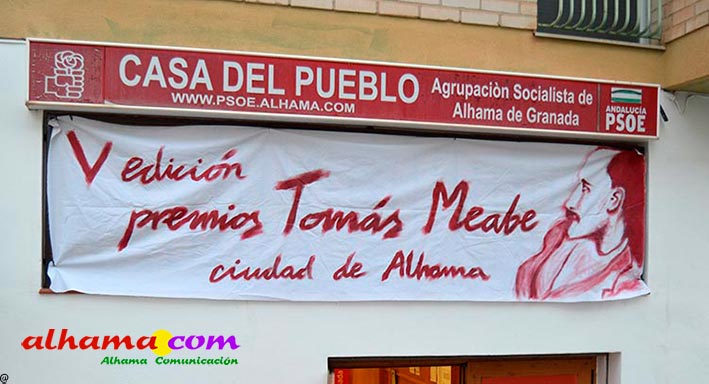 CASA DEL PUEBLO
WWW.PSOE.ALHAMA.COM
Agrupaciòn Socialista de
Alhama de Granada
ANDALUCÍA
PSOE
V edición
premios Tomás Meabe
ciudad de Alhama
alhama.com
Alhama Comunicación
@